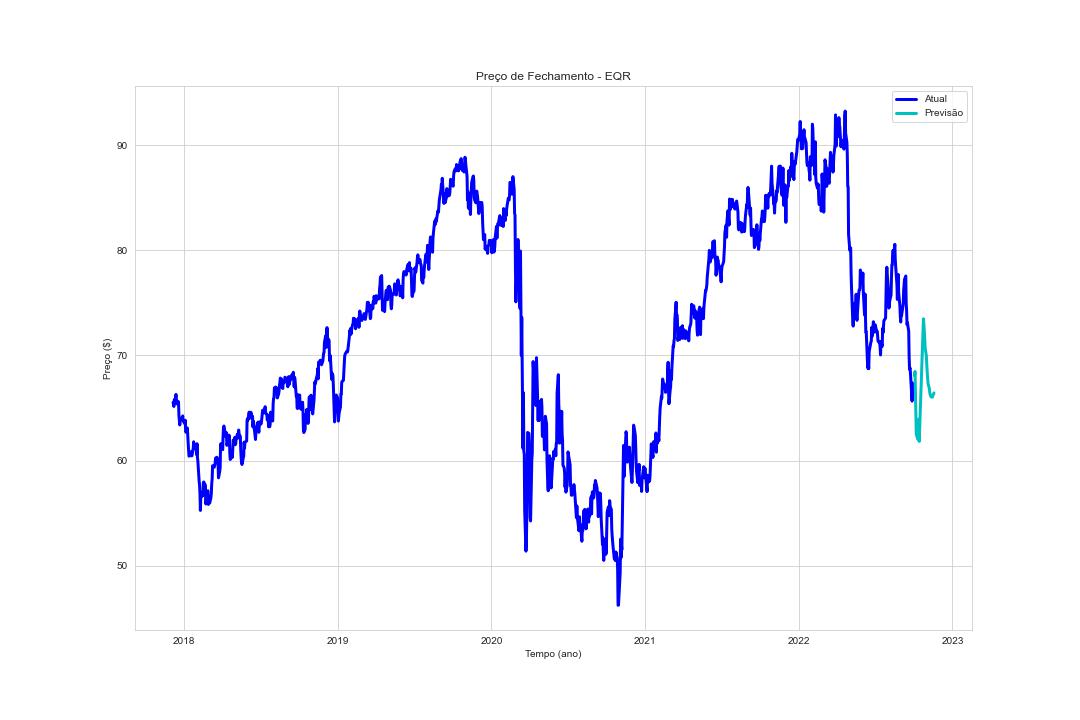 Preço de Fechamento - EQR
Atual
Previsão
90
80
70
60
50
Preço ($)
2018 2019 2020 2021 2022 2023
Tempo (ano)